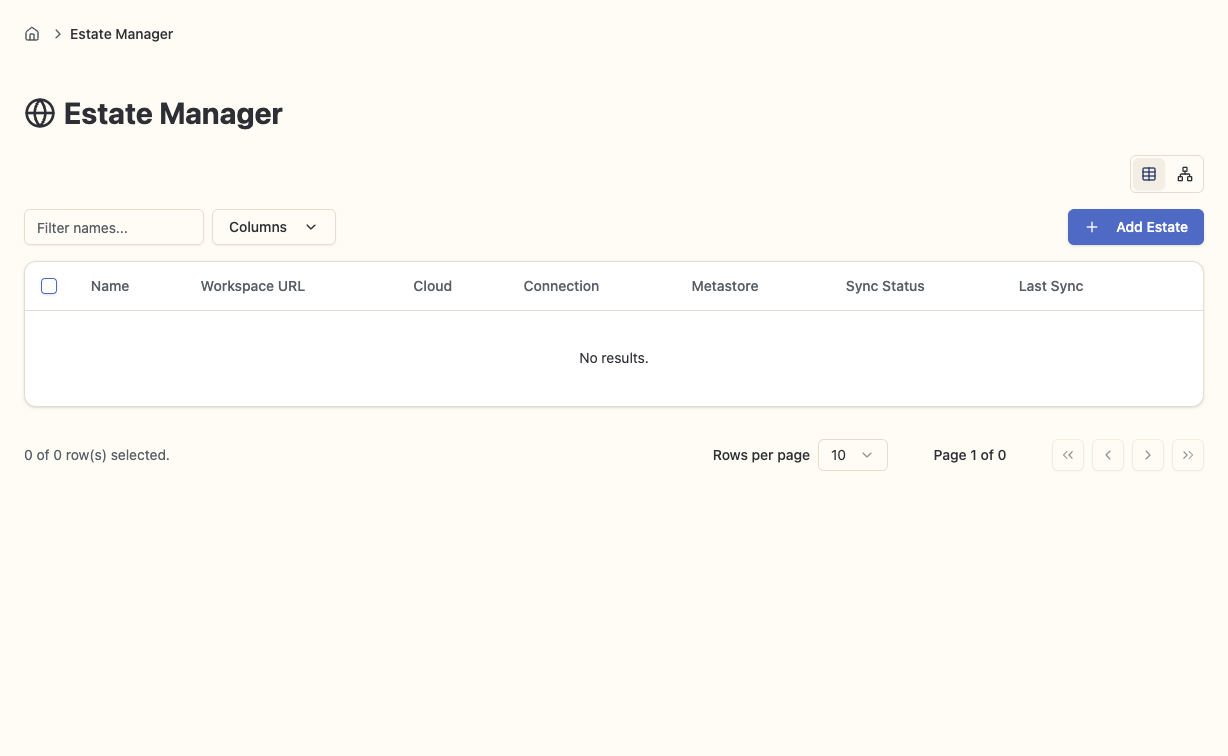 Estate Manager
Estate Manager
Filter names...
Columns
Add Estate
Name Workspace URL Cloud Connection Metastore Sync Status Last Sync
No results.
0 of 0 row(s) selected. Rows per page 10 Page 1 of 0